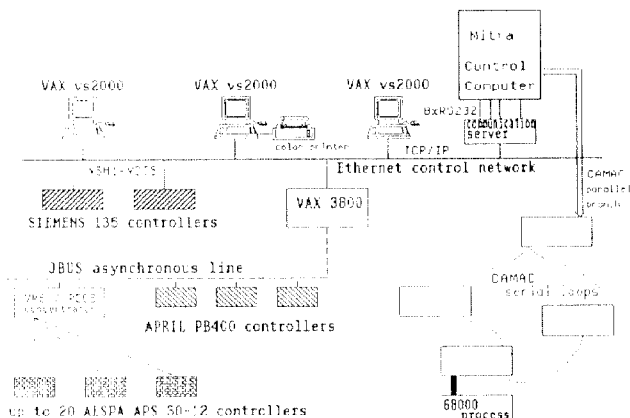 Mitra
Control
Computer
VAX vs2000
VAX vs2000
VAX vs2000
8xRS232
communication
server
color printer
TCP/IP
Ethernet control network
CAMAC
parallel
branch
VAX 3800
SIEMENS 135 controllers
JBUS asynchronous line
CAMAC
serial loops
APRIL PB400 controllers
68000
process
up to 20 ALSPA APS 30-12 controllers